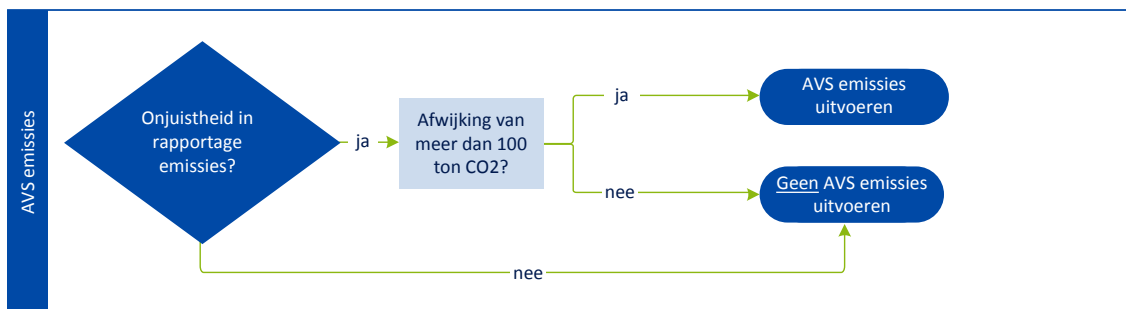 AVS emissies
Onjuistheid in
rapportage
emissies?
ja
Afwijking van
meer dan 100
ton CO2?
ja
AVS emissies
uitvoeren
nee
Geen AVS emissies
uitvoeren
nee